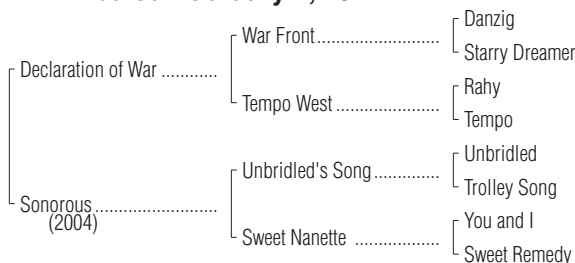 Danzig
War Front
Starry Dreamer
Declaration of War
Rahy
Tempo West
Tempo
Unbridled
Unbridled's Song
Trolley Song
Sonorous
(2004)
You and I
Sweet Nanette
Sweet Remedy